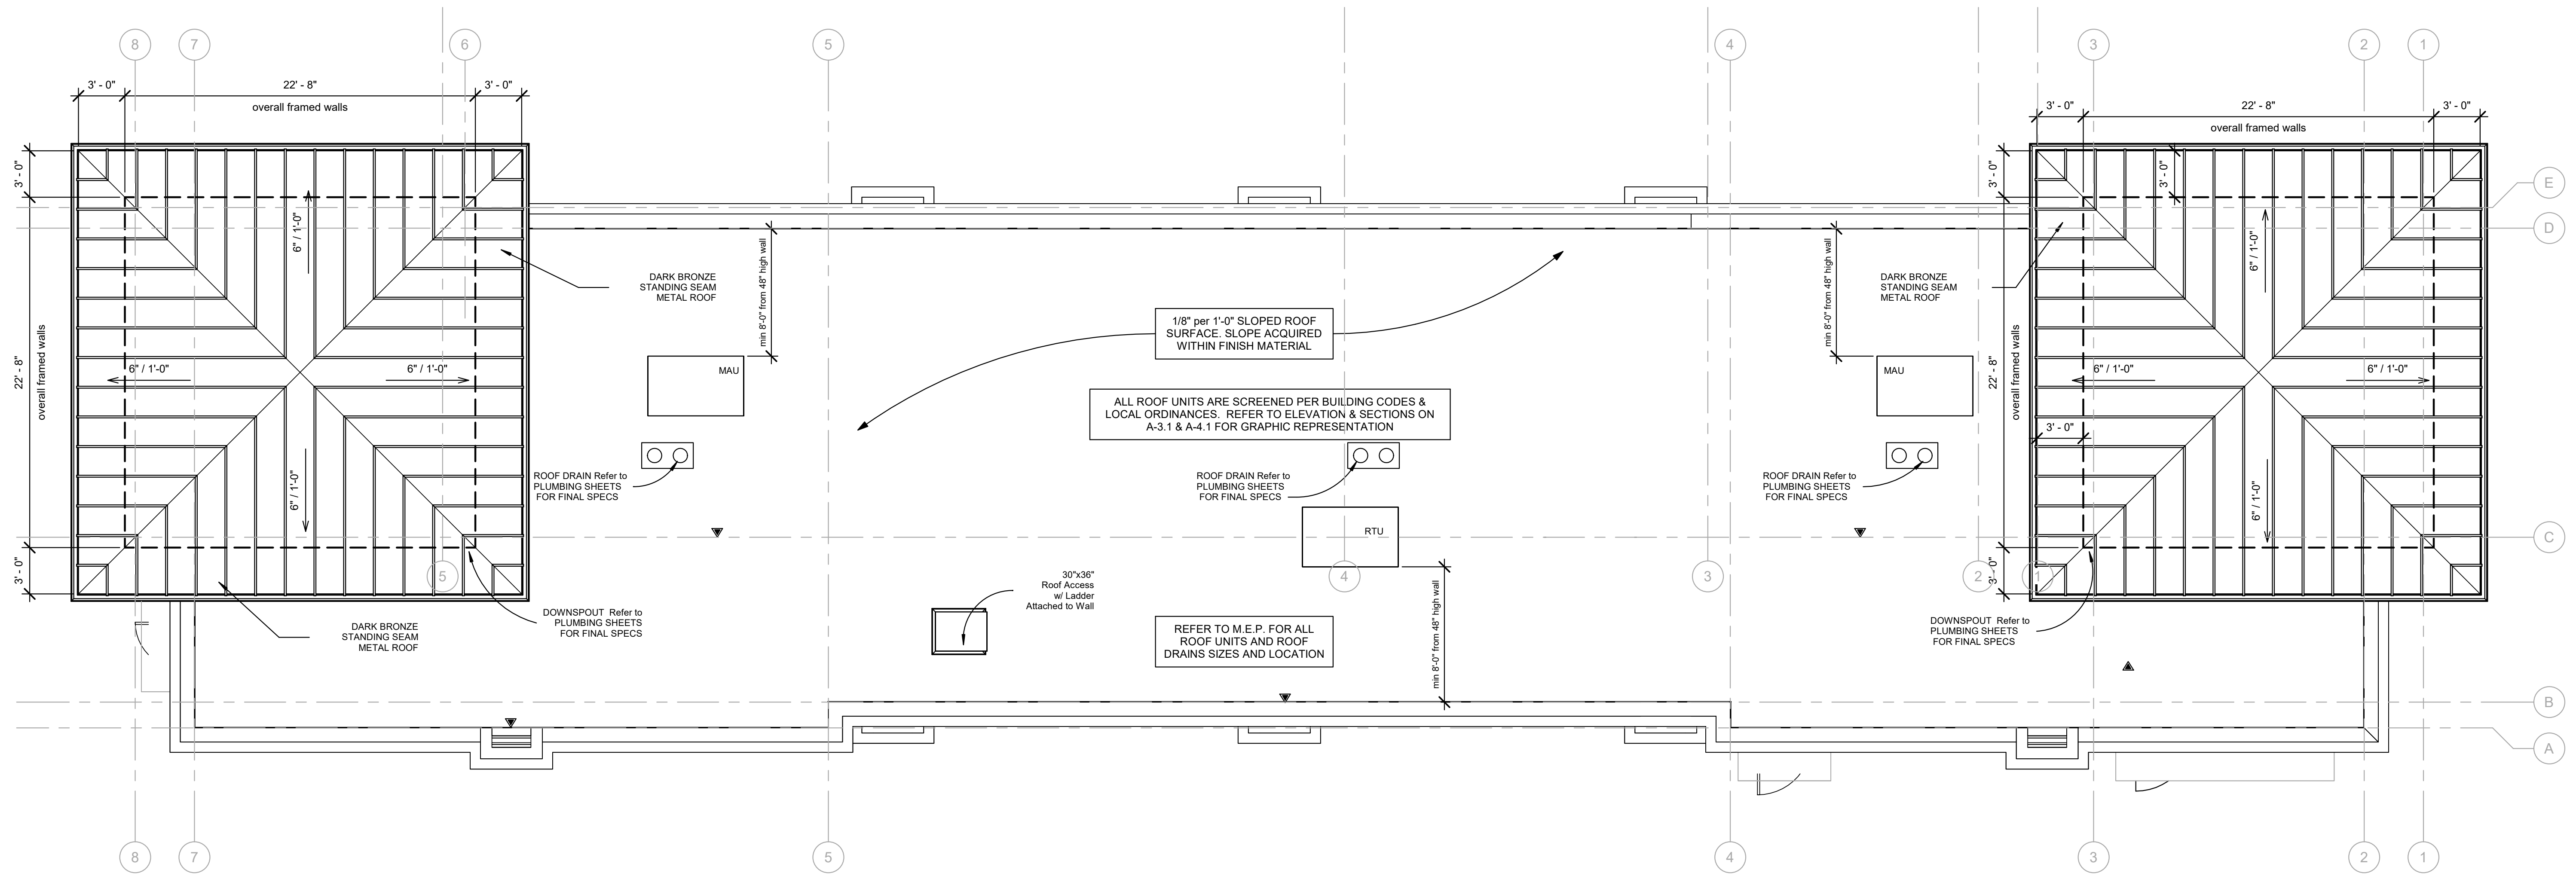 8
7
6
5
4
3
2
1
3' - 0"
22' - 8"
3' - 0"
overall framed walls
3' - 0"
22' - 8"
3' - 0"
overall framed walls
3' - 0"
22' - 8"
overall framed walls
3' - 0"
6" / 1'-0"
6" / 1'-0"
6" / 1'-0"
6" / 1'-0"
DARK BRONZE
STANDING SEAM
METAL ROOF
min 8'-0" from 48" high wall
MAU
ROOF DRAIN Refer to
PLUMBING SHEETS
FOR FINAL SPECS
DOWNSPOUT Refer to
PLUMBING SHEETS
FOR FINAL SPECS
DARK BRONZE
STANDING SEAM
METAL ROOF
5
1/8" per 1'-0" SLOPED ROOF
SURFACE. SLOPE ACQUIRED
WITHIN FINISH MATERIAL
ALL ROOF UNITS ARE SCREENED PER BUILDING CODES &
LOCAL ORDINANCES. REFER TO ELEVATION & SECTIONS ON
A-3.1 & A-4.1 FOR GRAPHIC REPRESENTATION
ROOF DRAIN Refer to
PLUMBING SHEETS
FOR FINAL SPECS
RTU
4
30"x36"
Roof Access
w/ Ladder
Attached to Wall
REFER TO M.E.P. FOR ALL
ROOF UNITS AND ROOF
DRAINS SIZES AND LOCATION
min 8'-0" from 48" high wall
3
min 8'-0" from 48" high wall
MAU
DARK BRONZE
STANDING SEAM
METAL ROOF
ROOF DRAIN Refer to
PLUMBING SHEETS
FOR FINAL SPECS
2
1
DOWNSPOUT Refer to
PLUMBING SHEETS
FOR FINAL SPECS
3' - 0"
22' - 8"
overall framed walls
3' - 0"
3' - 0"
3' - 0"
6" / 1'-0"
6" / 1'-0"
6" / 1'-0"
6" / 1'-0"
E
D
C
B
A
8
7
5
4
3
2
1